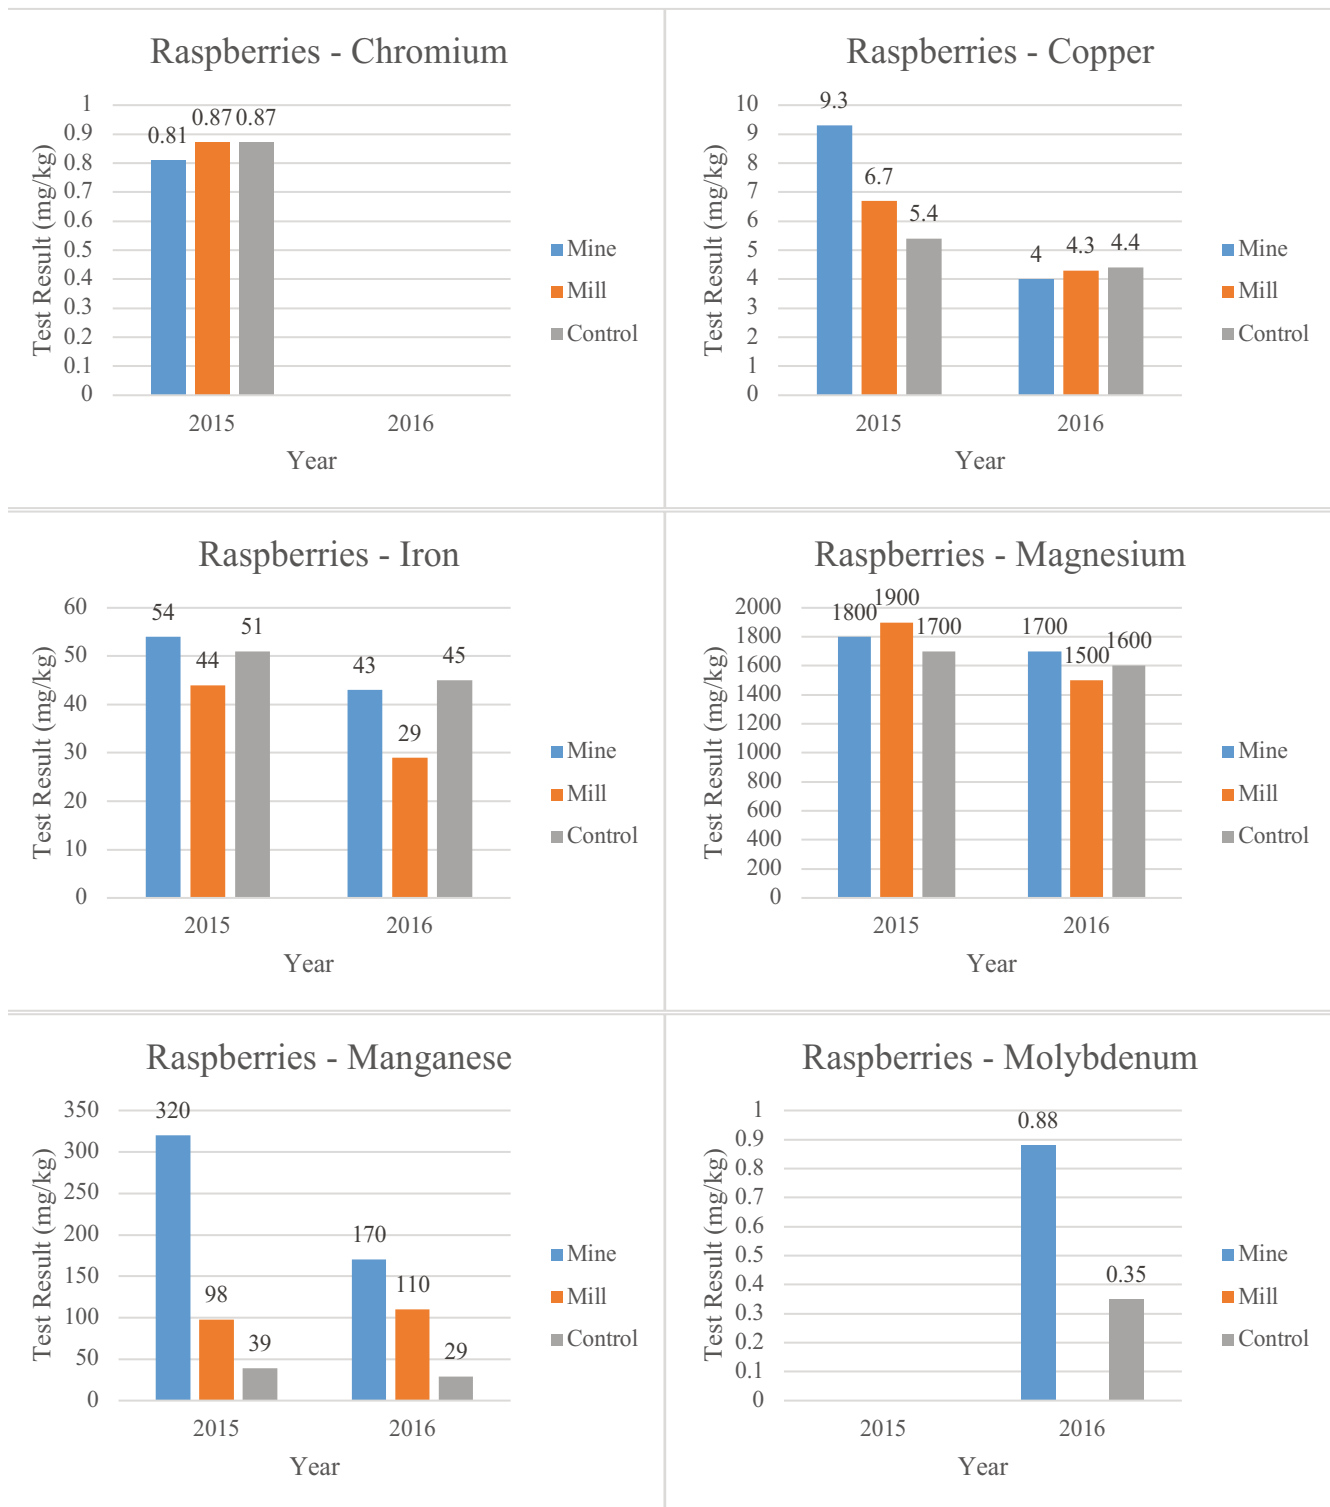 Raspberries - Chromium
Test Result (mg/kg)
1
0.9
0.8
0.7
0.6
0.5
0.4
0.3
0.2
0.1
0
0.81
0.87
0.87
2015
2016
Year
Mine
Mill
Control
Raspberries - Copper
Test Result (mg/kg)
10
9
8
7
6
5
4
3
2
1
0
9.3
6.7
5.4
4
4.3
4.4
2015
2016
Year
Mine
Mill
Control
Raspberries - Iron
Test Result (mg/kg)
60
50
40
30
20
10
0
54
44
51
43
29
45
2015
2016
Year
Mine
Mill
Control
Raspberries - Magnesium
Test Result (mg/kg)
2000
1800
1600
1400
1200
1000
800
600
400
200
0
1800
1900
1700
1700
1500
1600
2015
2016
Year
Mine
Mill
Control
Raspberries - Manganese
Test Result (mg/kg)
350
300
250
200
150
100
50
0
320
98
39
170
110
29
2015
2016
Year
Mine
Mill
Control
Raspberries - Molybdenum
Test Result (mg/kg)
1
0.9
0.8
0.7
0.6
0.5
0.4
0.3
0.2
0.1
0
0.88
0.35
2015
2016
Year
Mine
Mill
Control